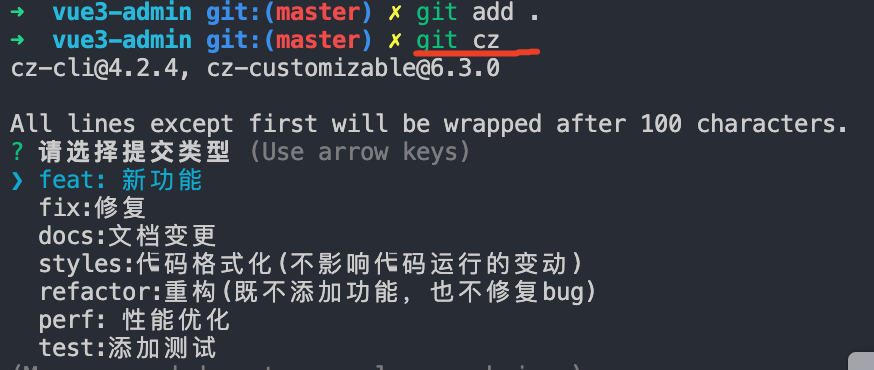 ➜ vue3-admin git:(master) ✗ git add .
➜ vue3-admin git:(master) ✗ git cz
cz-cli@4.2.4, cz-customizable@6.3.0
All lines except first will be wrapped after 100 characters.
? 请选择提交类型 (Use arrow keys)
❯ feat: 新功能
fix:修复
docs:文档变更
styles:代码格式化(不影响代码运行的变动)
refactor:重构(既不添加功能, 也不修复bug)
perf: 性能优化
test:添加测试